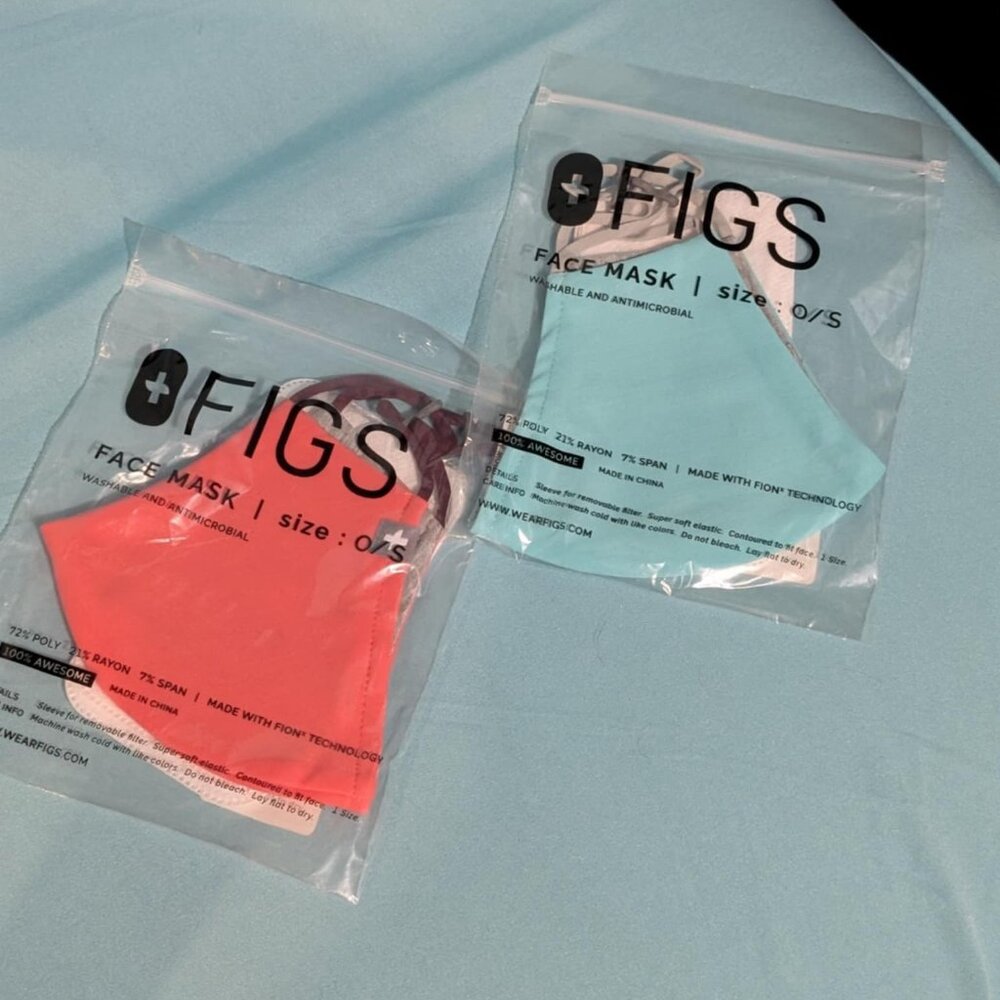 FIGS
FACE MASK | size : O/S
WASHABLE AND ANTIMICROBIAL
72% POLY 21% RAYON 7% SPAN | MADE WITH FIONx TECHNOLOGY
100% AWESOME MADE IN CHINA
DETAILS Sleeve for removable filter. Super soft elastic. Contoured to fit face. 1 Size.
CARE INFO Machine wash cold with like colors. Do not bleach. Lay flat to dry.
WWW.WEARFIGS.COM
FIGS
FACE MASK | size : O/S
WASHABLE AND ANTIMICROBIAL
72% POLY 21% RAYON 7% SPAN | MADE WITH FIONx TECHNOLOGY
100% AWESOME MADE IN CHINA
AILS Sleeve for removable filter. Super soft elastic. Contoured to fit face. 1 Size.
INFO Machine wash cold with like colors. Do not bleach. Lay flat to dry.
.WEARFIGS.COM